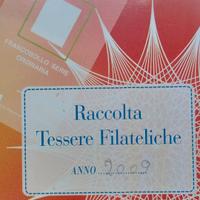 FRANCOBOLLO SERIE
ORDINARIA
Raccolta
Tessere Filateliche
ANNO 2009